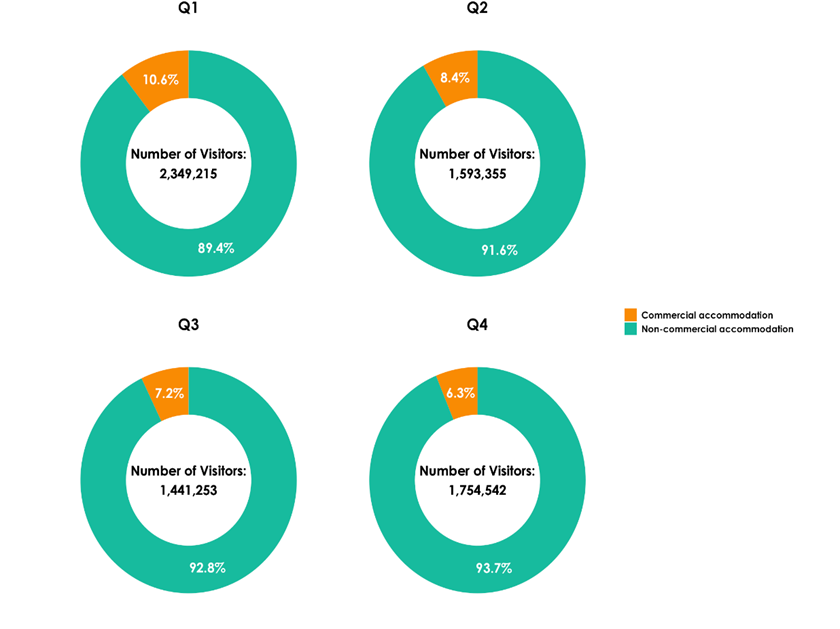 Q1
Q2
10.6%
8.4%
Number of Visitors:
2,349,215
Number of Visitors:
1,593,355
89.4%
91.6%
Commercial accommodation
Non-commercial accommodation
Q3
Q4
7.2%
6.3%
Number of Visitors:
1,441,253
Number of Visitors:
1,754,542
92.8%
93.7%